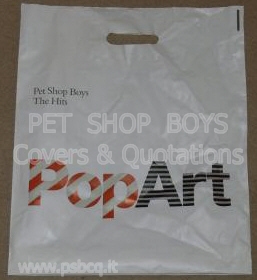 Pet Shop Boys
The Hits
PET SHOP BOYS
Covers & Quotations
PopArt
www.psbcq.it